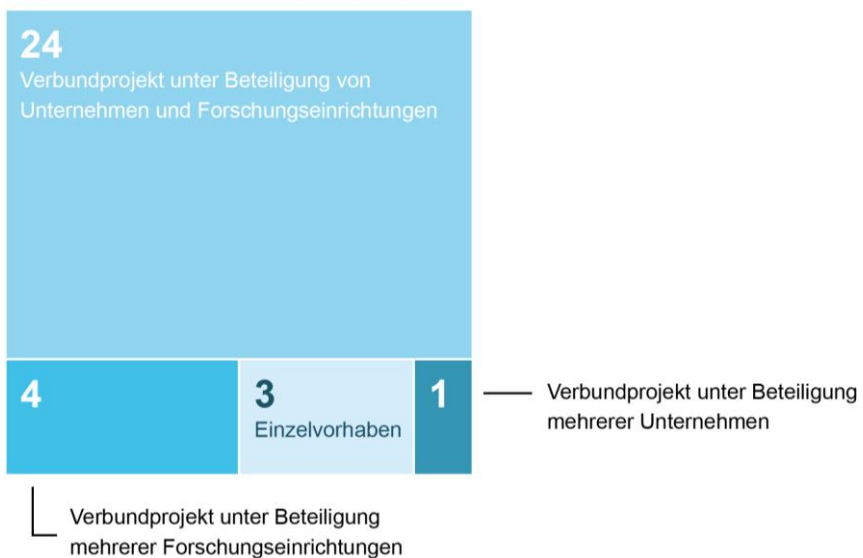 24
Verbundprojekt unter Beteiligung von
Unternehmen und Forschungseinrichtungen
4
3
Einzelvorhaben
1
Verbundprojekt unter Beteiligung
mehrerer Unternehmen
Verbundprojekt unter Beteiligung
mehrerer Forschungseinrichtungen